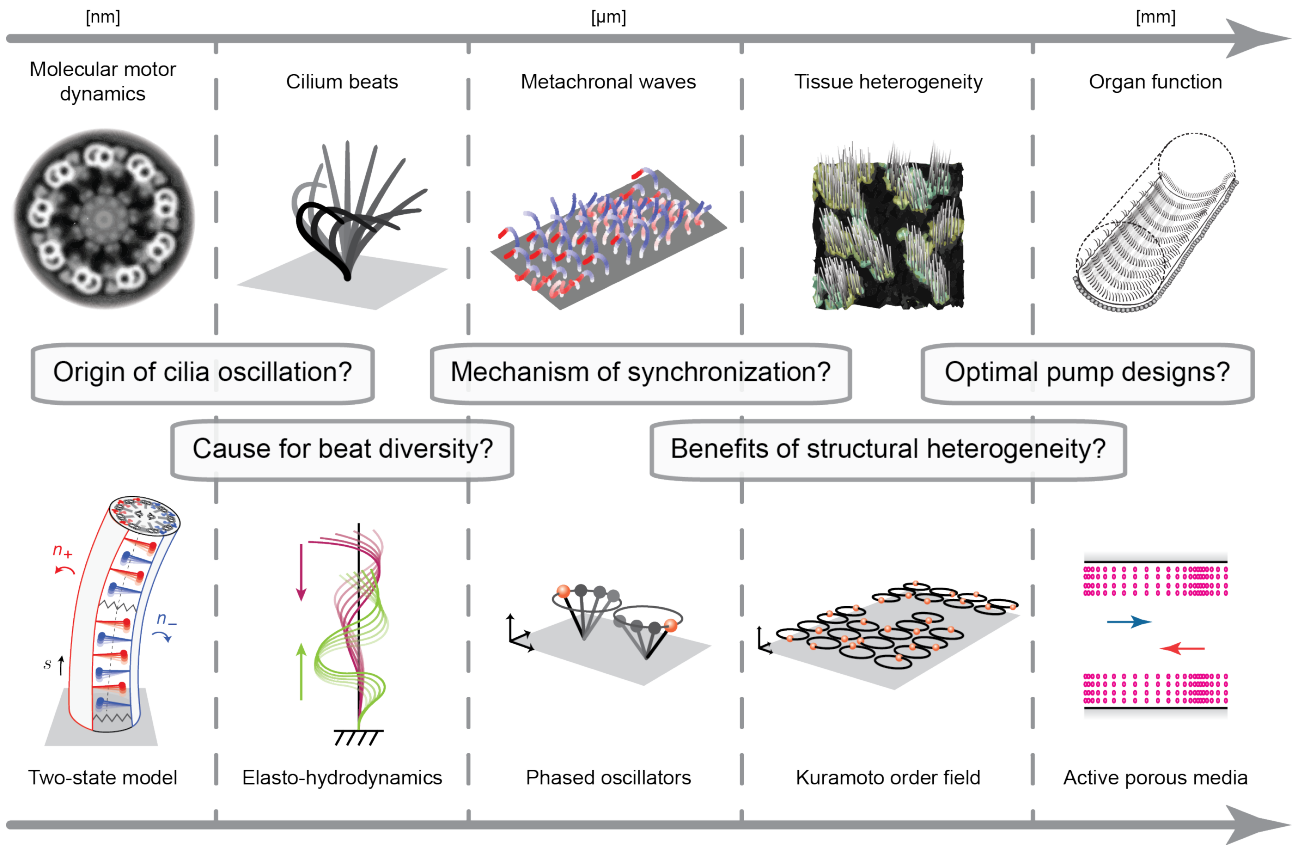 [nm]
[μm]
[mm]
Molecular motor
dynamics
Cilium beats
Metachronal waves
Tissue heterogeneity
Organ function
Origin of cilia oscillation?
Mechanism of synchronization?
Optimal pump designs?
Cause for beat diversity?
Benefits of structural heterogeneity?
n+
n−
s
Two-state model
Elasto-hydrodynamics
Phased oscillators
Kuramoto order field
Active porous media